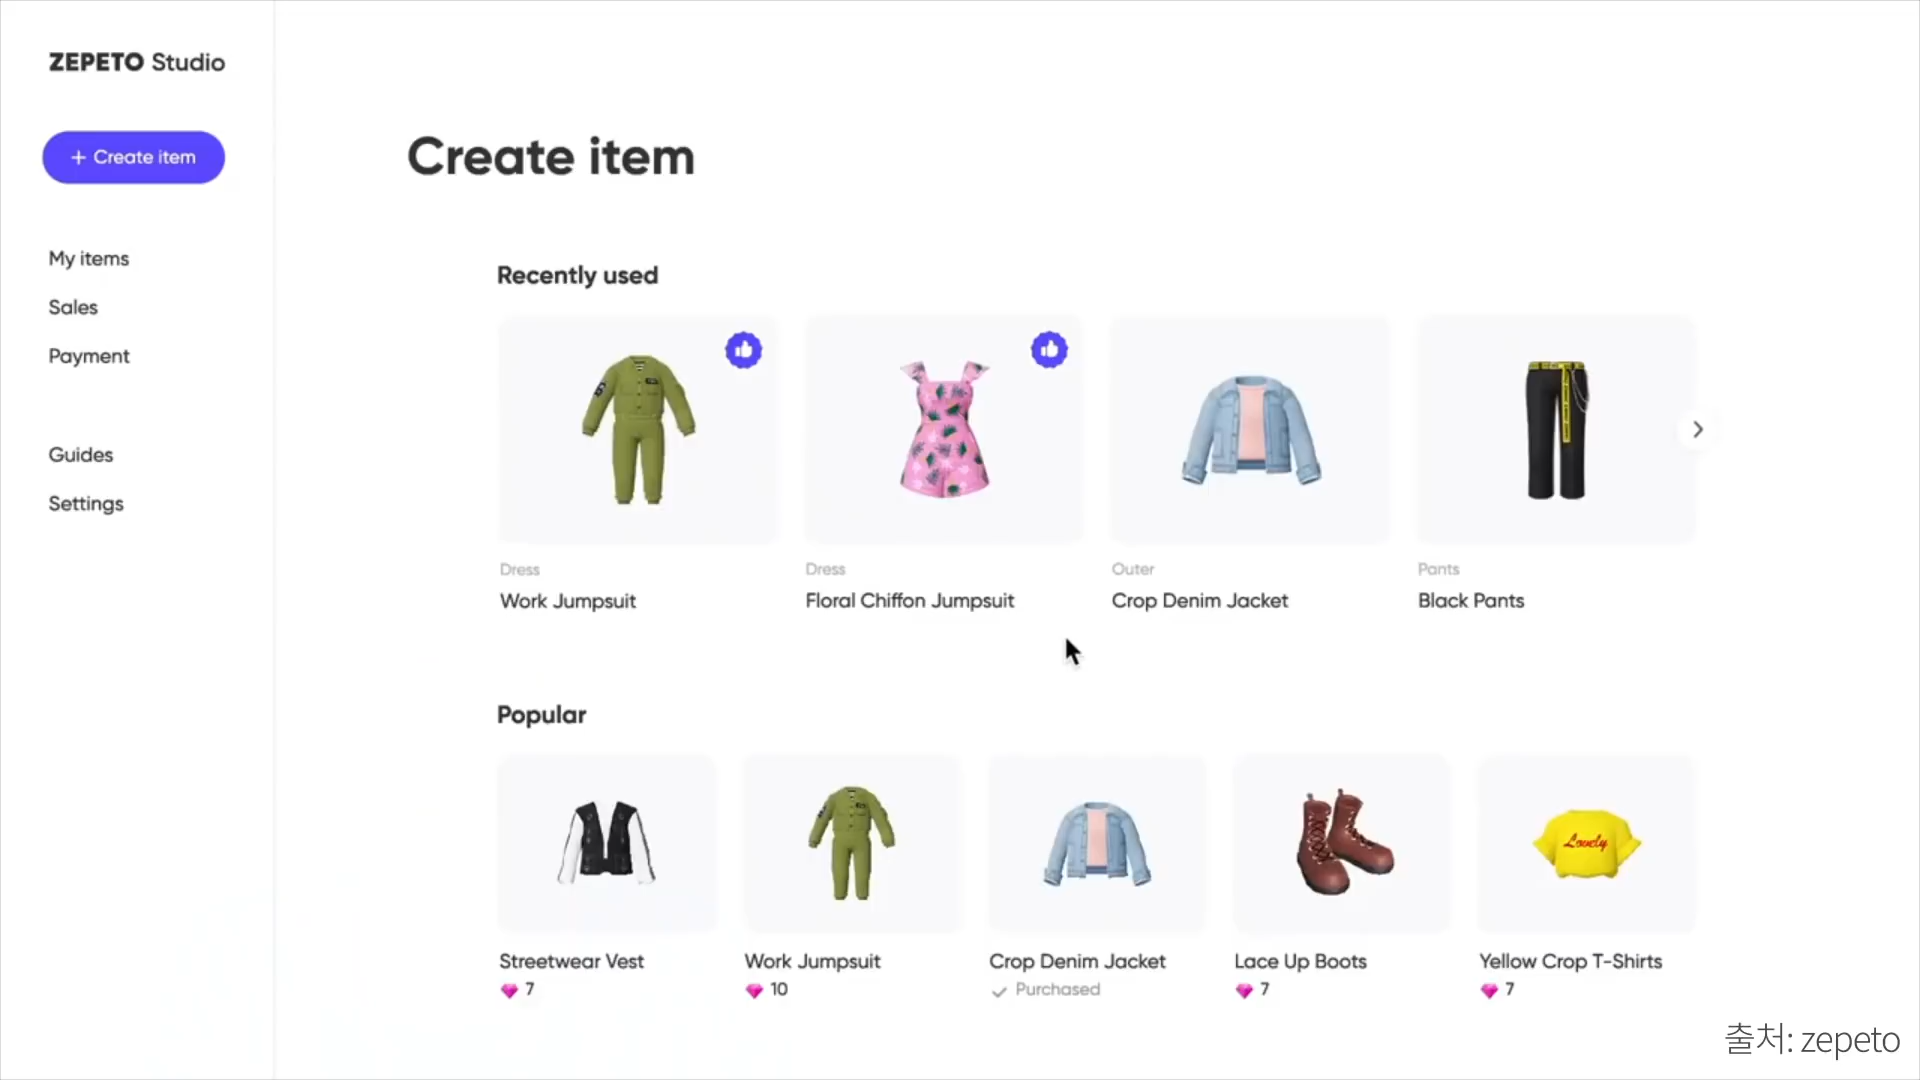 ZEPETO Studio
+ Create item
My items
Sales
Payment
Guides
Settings
Create item
Recently used
Dress
Work Jumpsuit
Dress
Floral Chiffon Jumpsuit
Outer
Crop Denim Jacket
Pants
Black Pants
Popular
Lovely
Streetwear Vest
7
Work Jumpsuit
10
Crop Denim Jacket
Purchased
Lace Up Boots
7
Yellow Crop T-Shirts
7
출처: zepeto